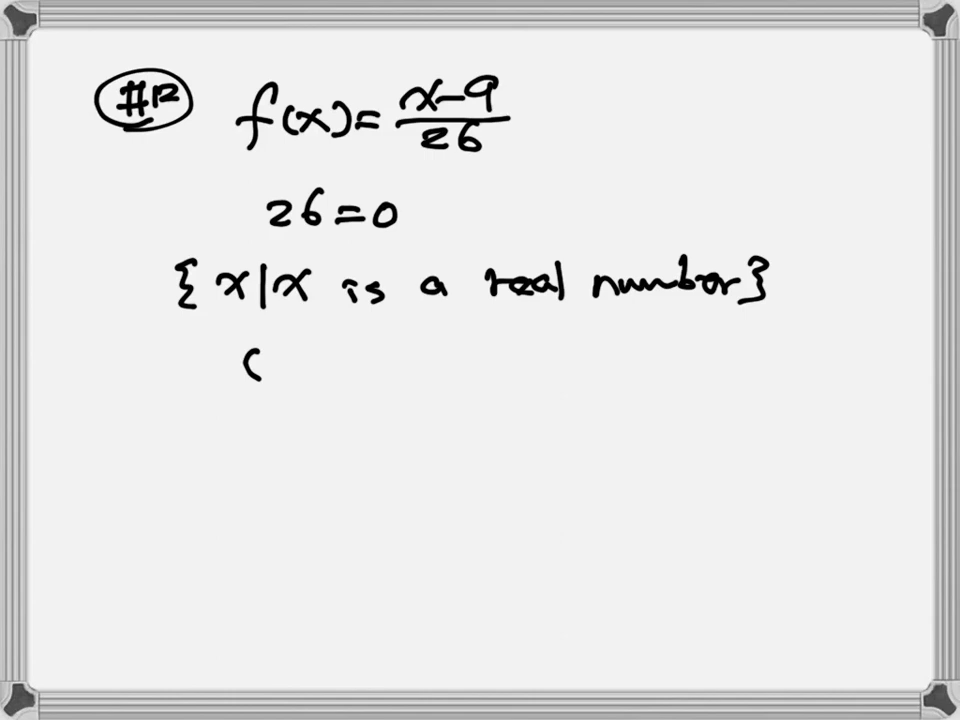 #12 f(x)=x-9/26
26=0
{x|x is a real number}
(